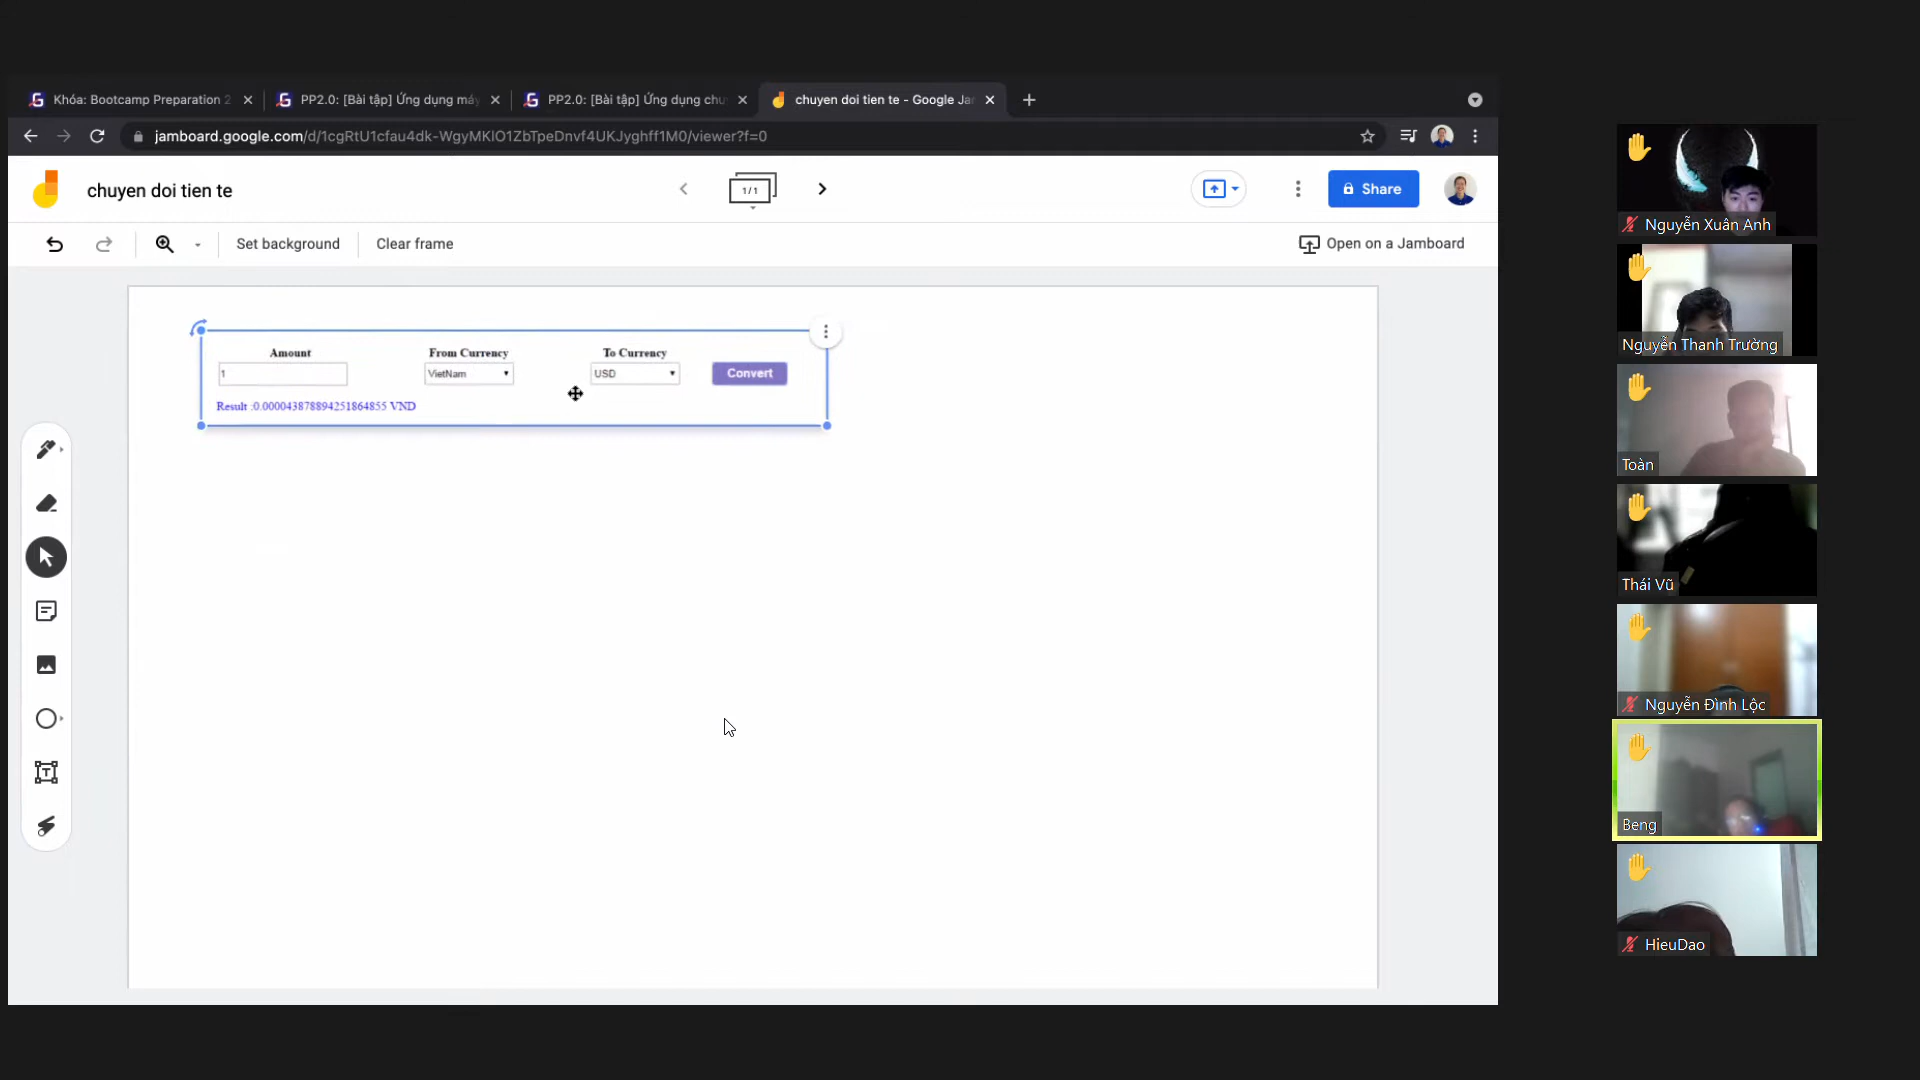 Khóa: Bootcamp Preparation 2
PP2.0: [Bài tập] Ứng dụng máy
PP2.0: [Bài tập] Ứng dụng chu
chuyen doi tien te - Google Jar
jamboard.google.com/d/1cgRtU1cfau4dk-WgyMKlO1ZbTpeDnvf4UKJyghff1M0/viewer?f=0
chuyen doi tien te
1/1
Share
Set background
Clear frame
Open on a Jamboard
Amount
From Currency
To Currency
1
VietNam
USD
Convert
Result :0.000043878894251864855 VND
Nguyễn Xuân Anh
Nguyễn Thanh Trường
Toàn
Thái Vũ
Nguyễn Đình Lộc
Beng
HieuDao